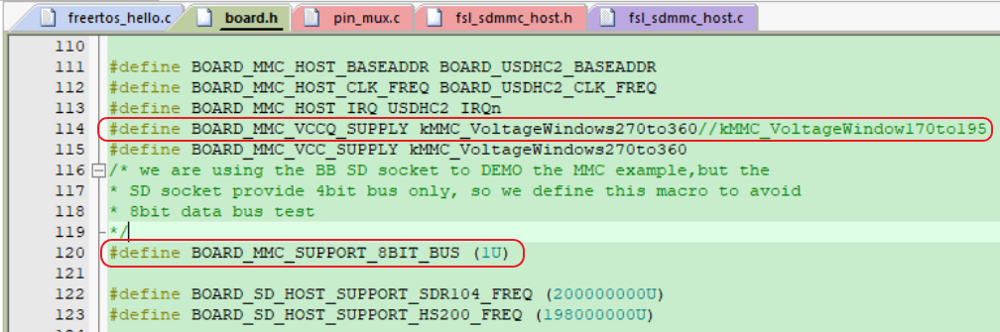 freertos_hello.c board.h pin_mux.c fsl_sdmmc_host.h fsl_sdmmc_host.c
110
111 #define BOARD_MMC_HOST_BASEADDR BOARD_USDHC2_BASEADDR
112 #define BOARD_MMC_HOST_CLK_FREQ BOARD_USDHC2_CLK_FREQ
113 #define BOARD_MMC_HOST_IRQ USDHC2_IRQn
114 #define BOARD_MMC_VCCQ_SUPPLY kMMC_VoltageWindows270to360//kMMC_VoltageWindow170to195
115 #define BOARD_MMC_VCC_SUPPLY kMMC_VoltageWindows270to360
116 /* we are using the BB SD socket to DEMO the MMC example,but the
117 * SD socket provide 4bit bus only, so we define this macro to avoid
118 * 8bit data bus test
119 */
120 #define BOARD_MMC_SUPPORT_8BIT_BUS (1U)
121
122 #define BOARD_SD_HOST_SUPPORT_SDR104_FREQ (200000000U)
123 #define BOARD_SD_HOST_SUPPORT_HS200_FREQ (198000000U)